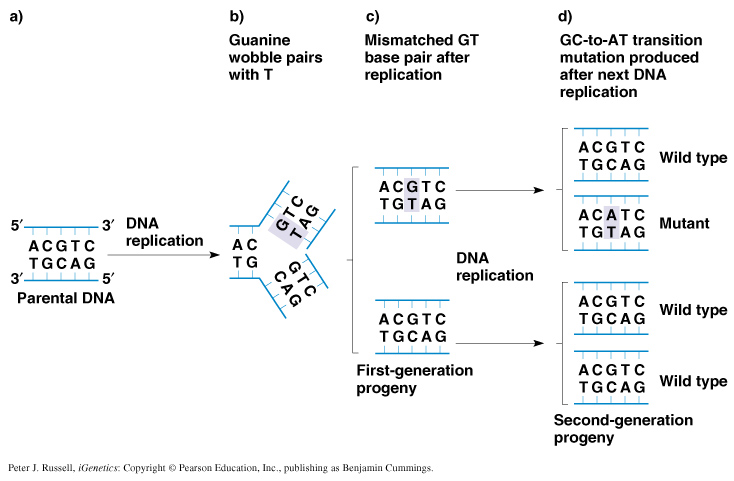 a)
b)
Guanine
wobble pairs
with T
c)
Mismatched GT
base pair after
replication
d)
GC-to-AT transition
mutation produced
after next DNA
replication
5′ 3′
ACGTC
TGCAG
3′ 5′
Parental DNA
DNA
replication
AC
TG
GTC
TAG
GTC
CAG
ACGTC
TGTAG
DNA
replication
ACGTC
TGCAG
First-generation
progeny
ACGTC
TGCAG
Wild type
ACATC
TGTAG
Mutant
ACGTC
TGCAG
Wild type
ACGTC
TGCAG
Wild type
Second-generation
progeny
Peter J. Russell, iGenetics: Copyright © Pearson Education, Inc., publishing as Benjamin Cummings.